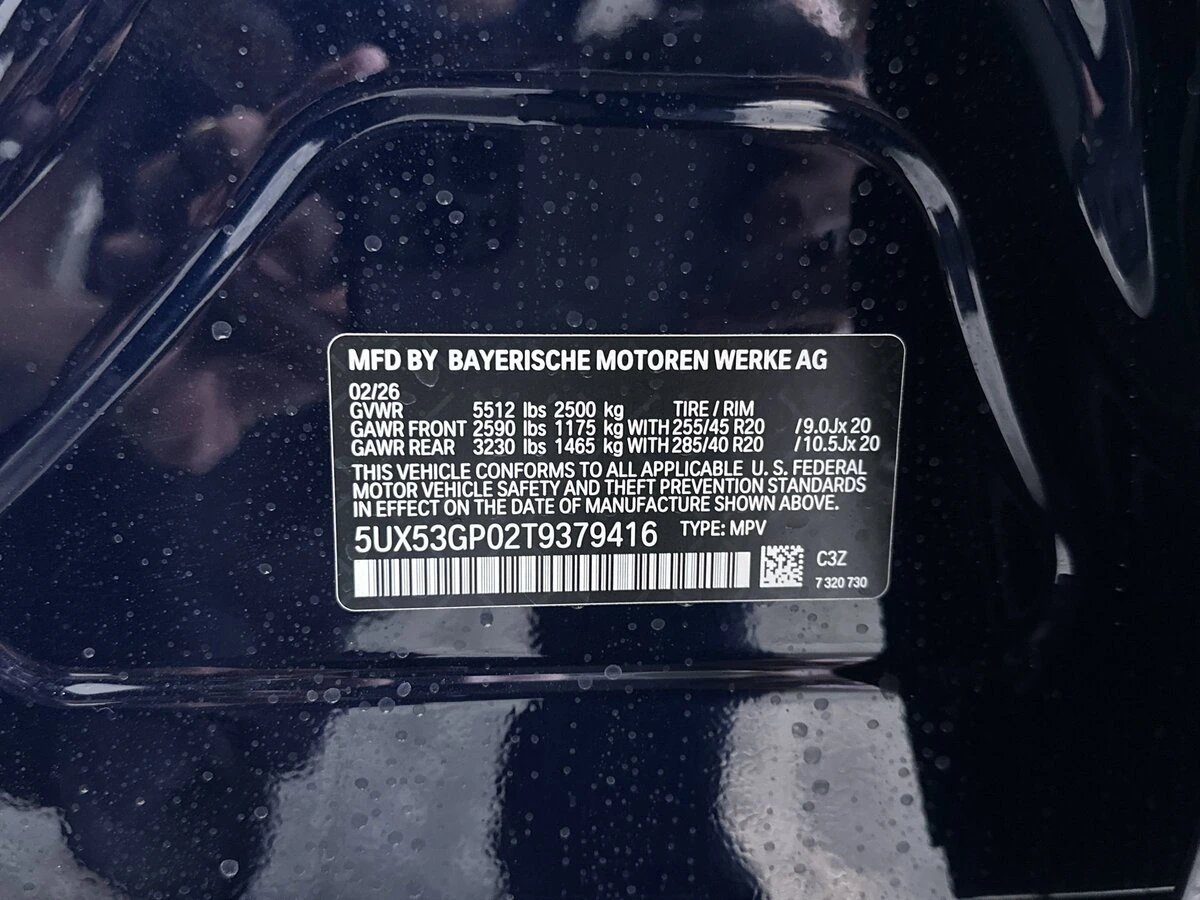 MFD BY BAYERISCHE MOTOREN WERKE AG
02/26
GVWR 5512 lbs 2500 kg TIRE / RIM
GAWR FRONT 2590 lbs 1175 kg WITH 255/45 R20 /9.0Jx 20
GAWR REAR 3230 lbs 1465 kg WITH 285/40 R20 /10.5Jx 20
THIS VEHICLE CONFORMS TO ALL APPLICABLE U. S. FEDERAL
MOTOR VEHICLE SAFETY AND THEFT PREVENTION STANDARDS
IN EFFECT ON THE DATE OF MANUFACTURE SHOWN ABOVE.
5UX53GP02T9379416 TYPE: MPV
C3Z
7 320 730